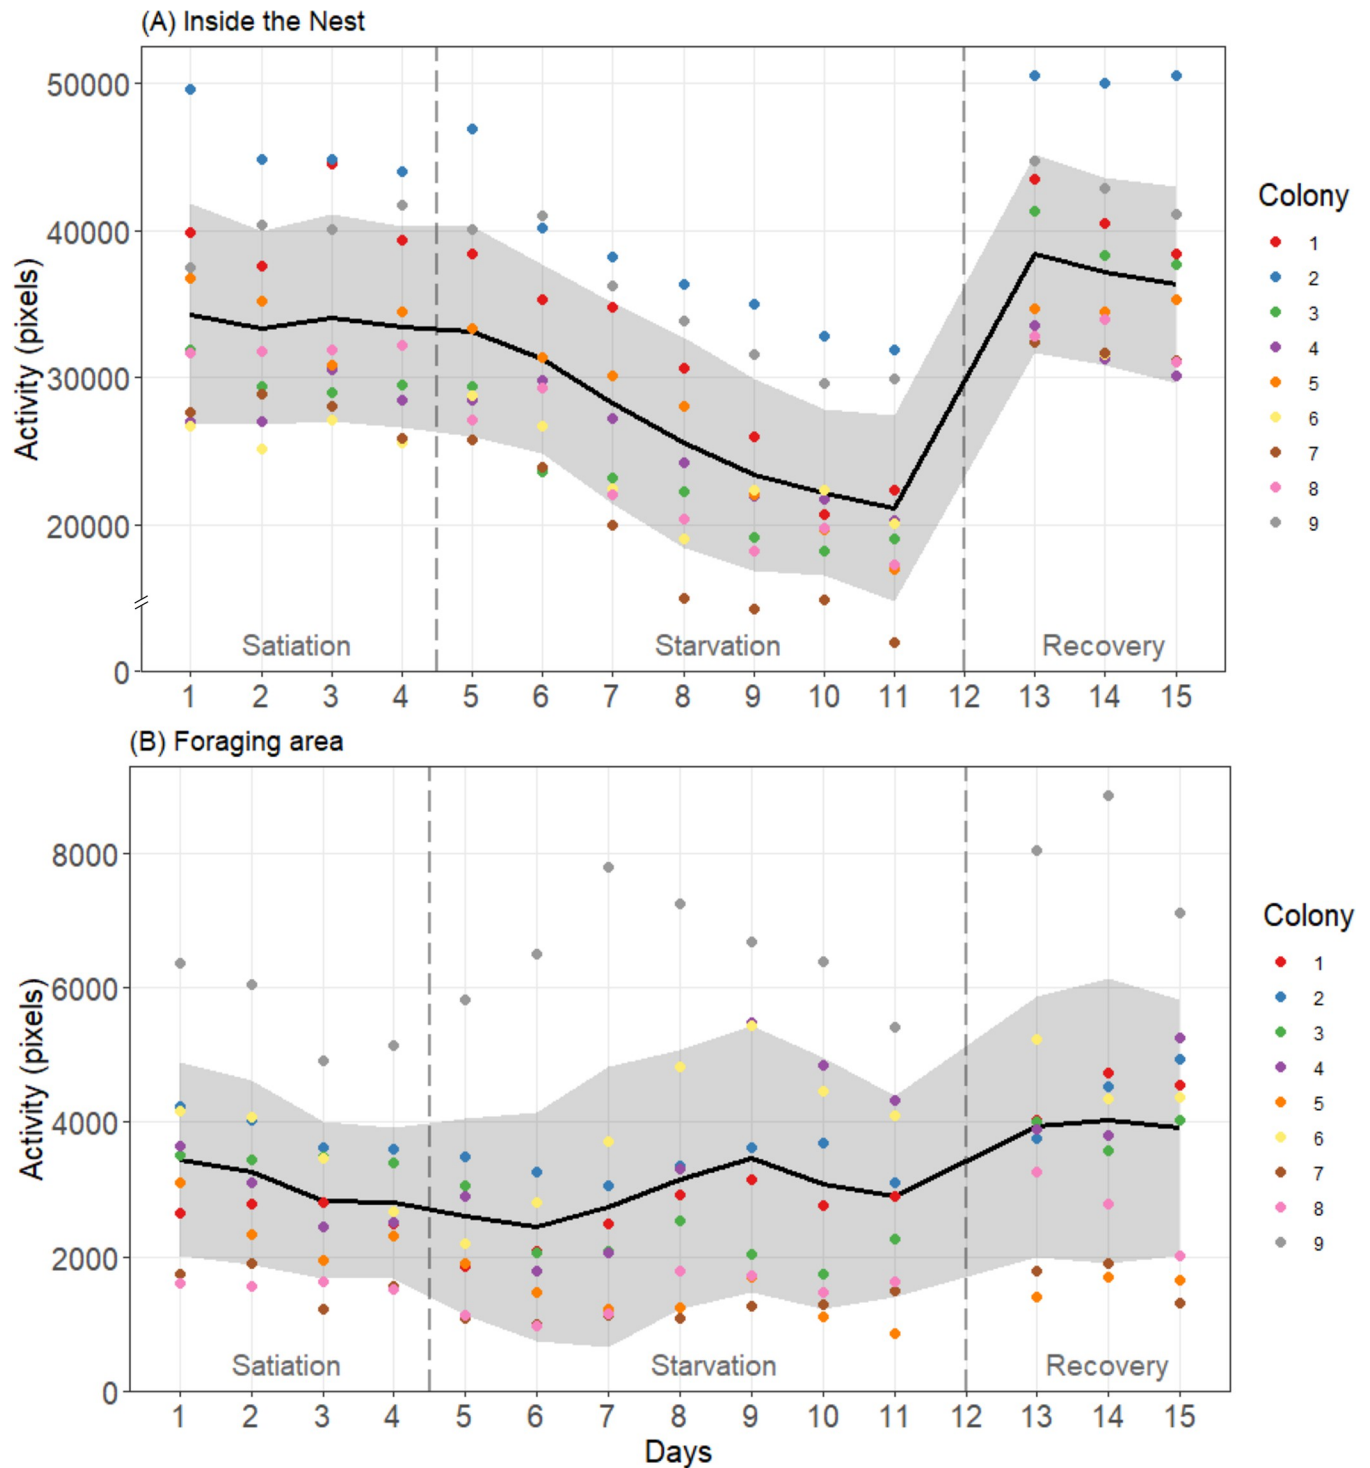 (A) Inside the Nest
Activity (pixels)
50000
40000
30000
20000
0
Satiation
Starvation
Recovery
1 2 3 4 5 6 7 8 9 10 11 12 13 14 15
Colony
1
2
3
4
5
6
7
8
9
(B) Foraging area
Activity (pixels)
8000
6000
4000
2000
0
Satiation
Starvation
Recovery
1 2 3 4 5 6 7 8 9 10 11 12 13 14 15
Days
Colony
1
2
3
4
5
6
7
8
9